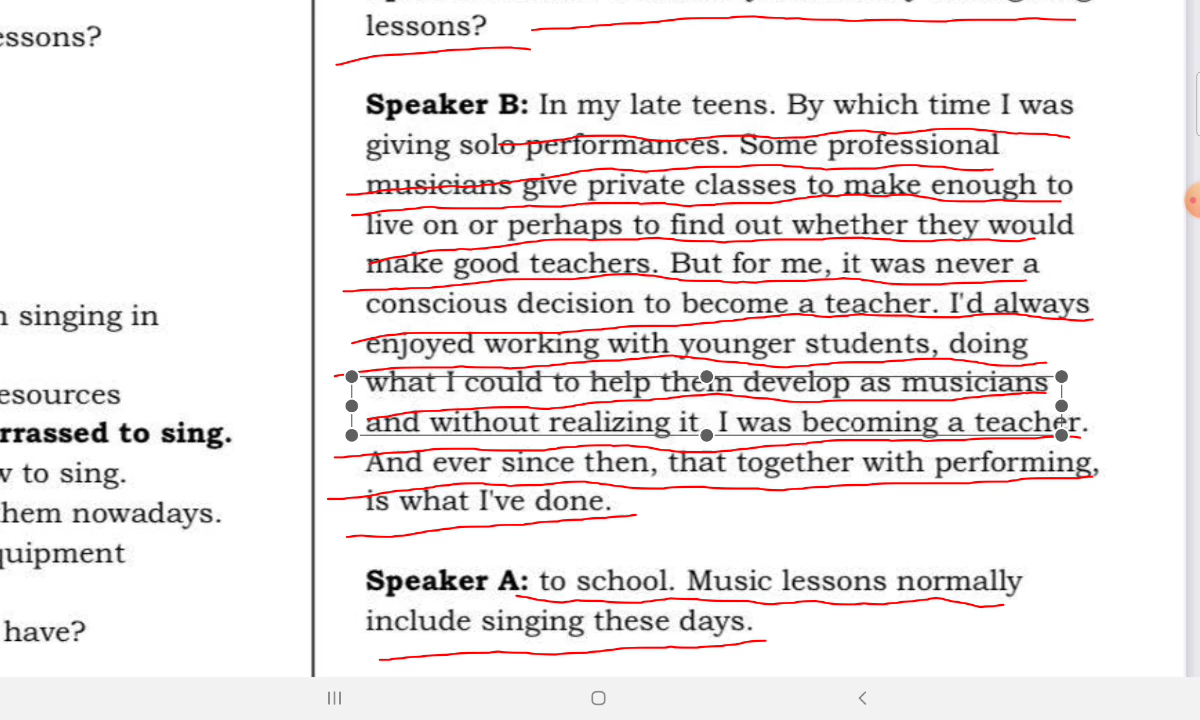 essons?
singing in
esources
rrassed to sing.
to sing.
hem nowadays.
quipment
have?
lessons?
Speaker B: In my late teens. By which time I was
giving solo performances. Some professional
musicians give private classes to make enough to
live on or perhaps to find out whether they would
make good teachers. But for me, it was never a
conscious decision to become a teacher. I'd always
enjoyed working with younger students, doing
what I could to help them develop as musicians
and without realizing it. I was becoming a teacher.
And ever since then, that together with performing,
is what I've done.
Speaker A: to school. Music lessons normally
include singing these days.